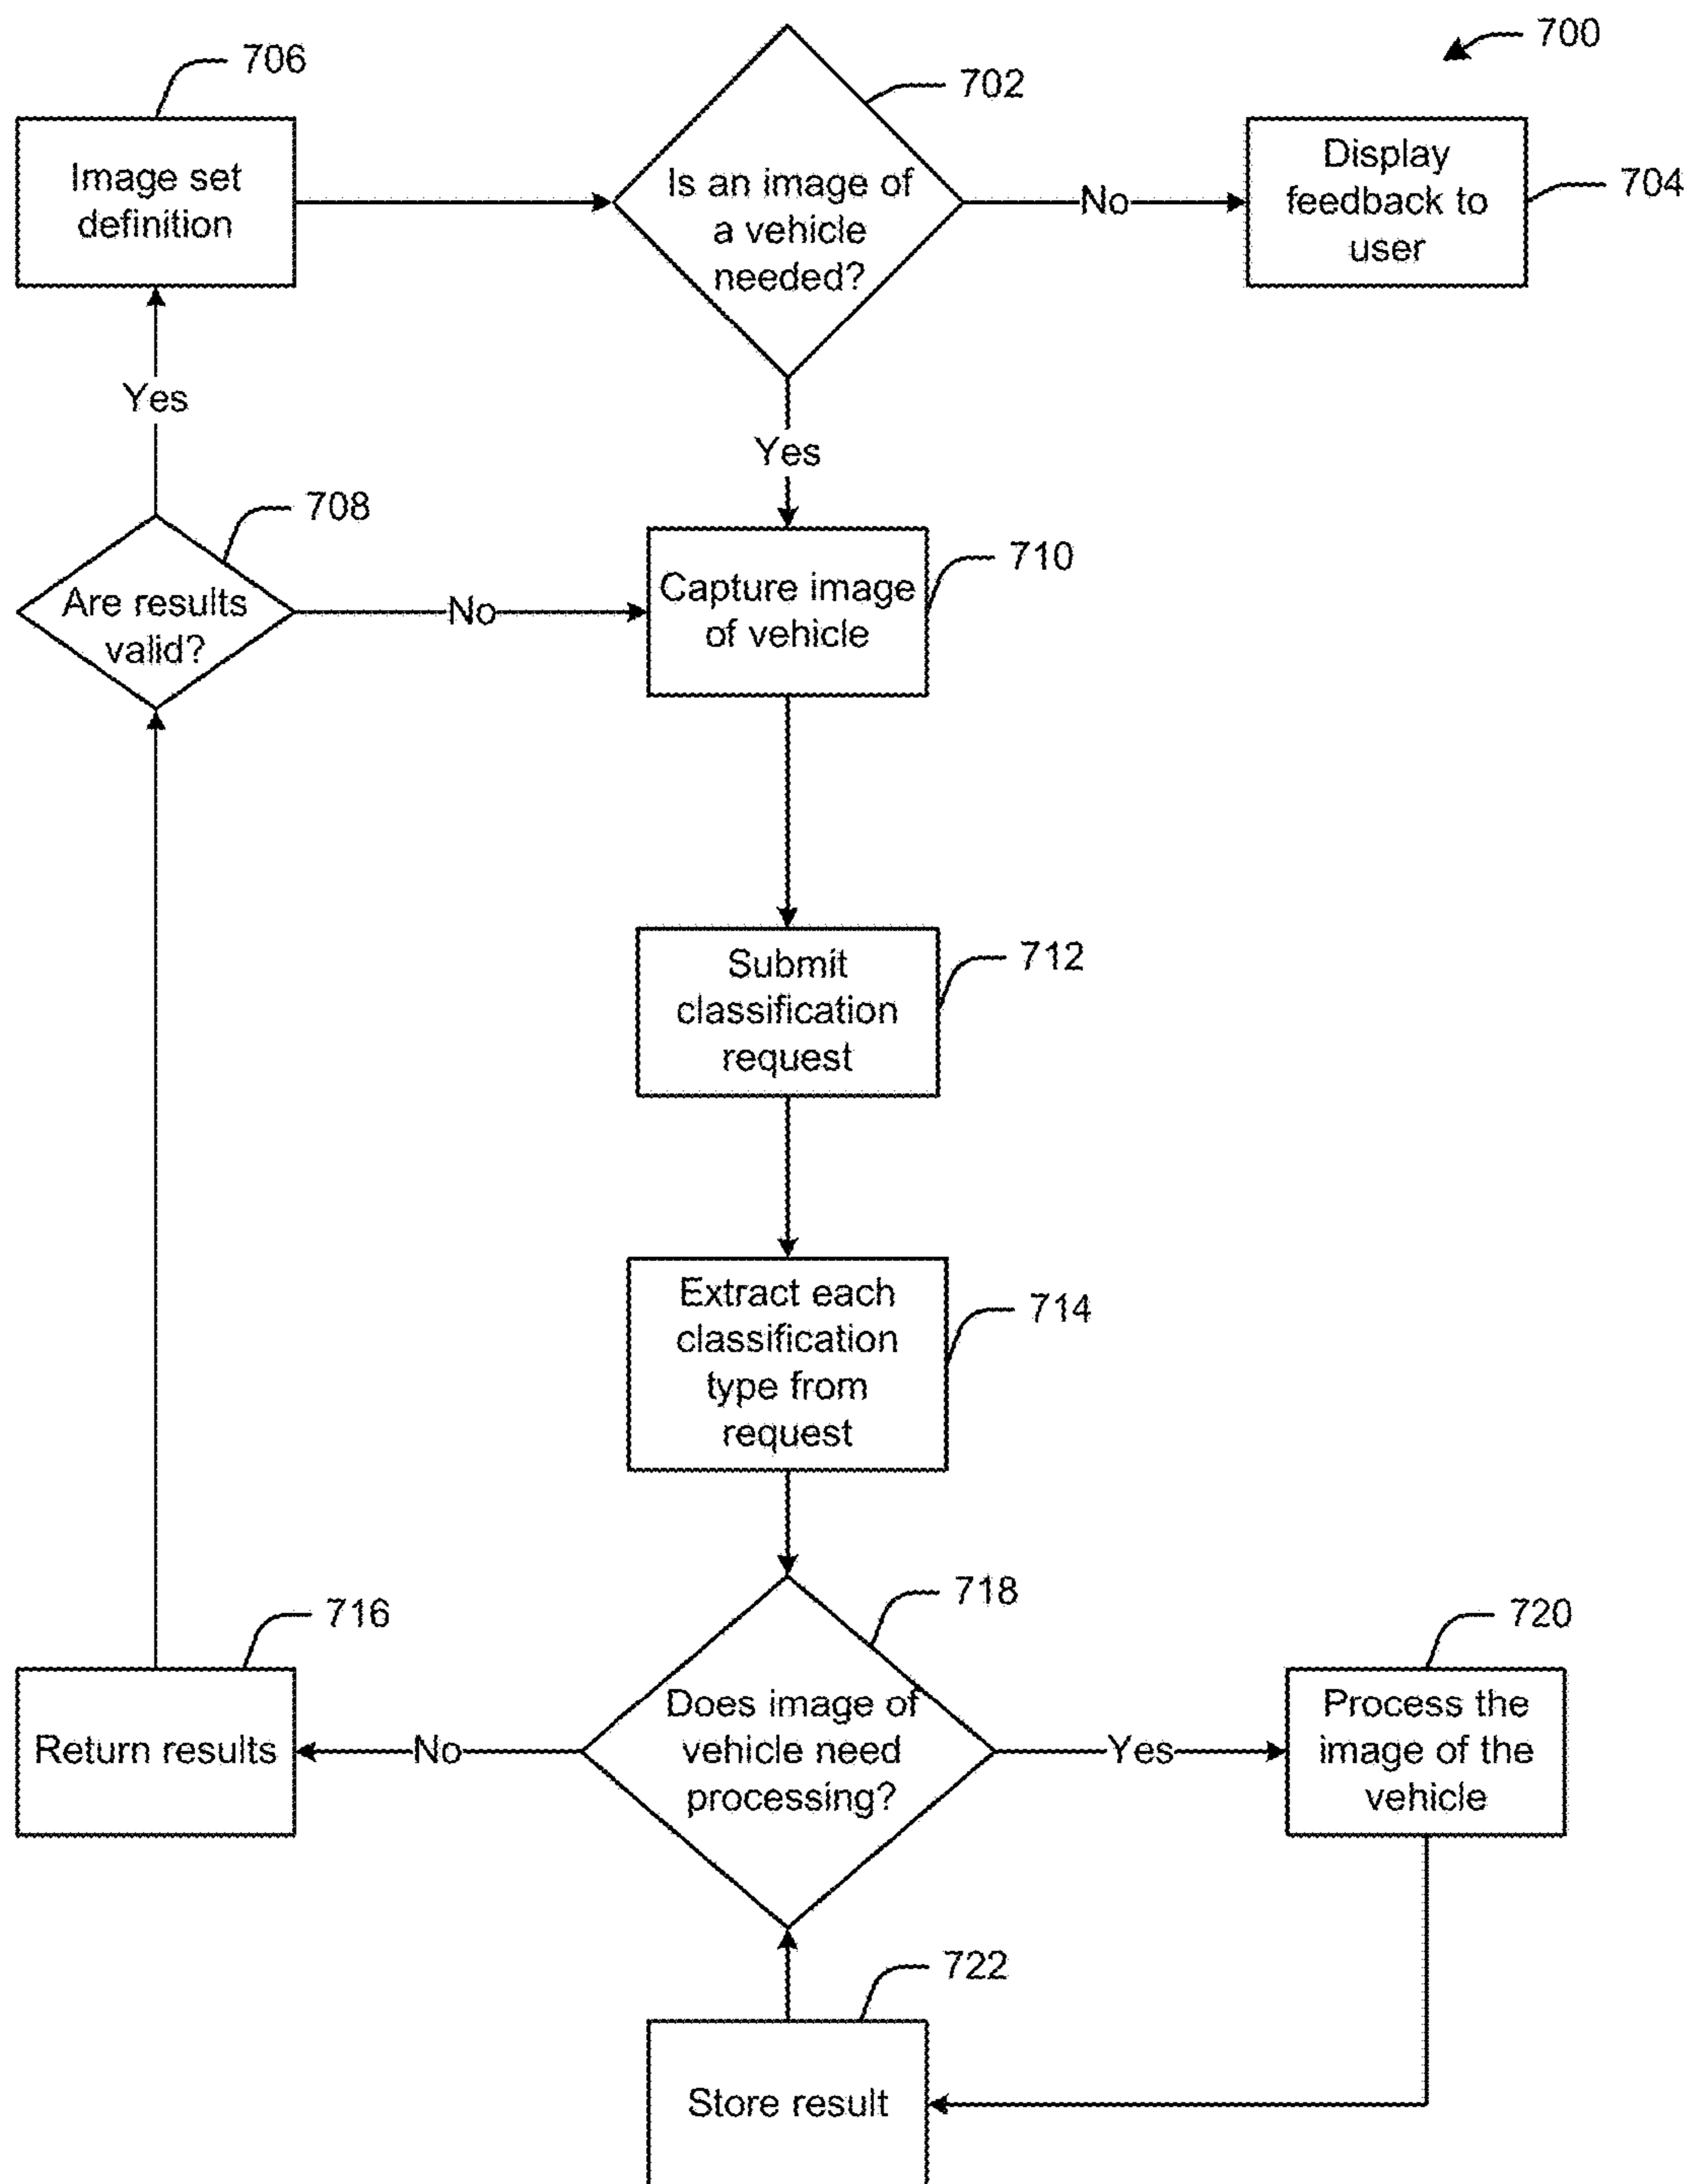 700
706
702
Image set
definition
Is an image of
a vehicle
needed?
No
Display
feedback to
user
704
Yes
Yes
708
Are results
valid?
No
710
Capture image
of vehicle
712
Submit
classification
request
714
Extract each
classification
type from
request
716
Return results
No
718
Does image of
vehicle need
processing?
Yes
720
Process the
image of the
vehicle
722
Store result